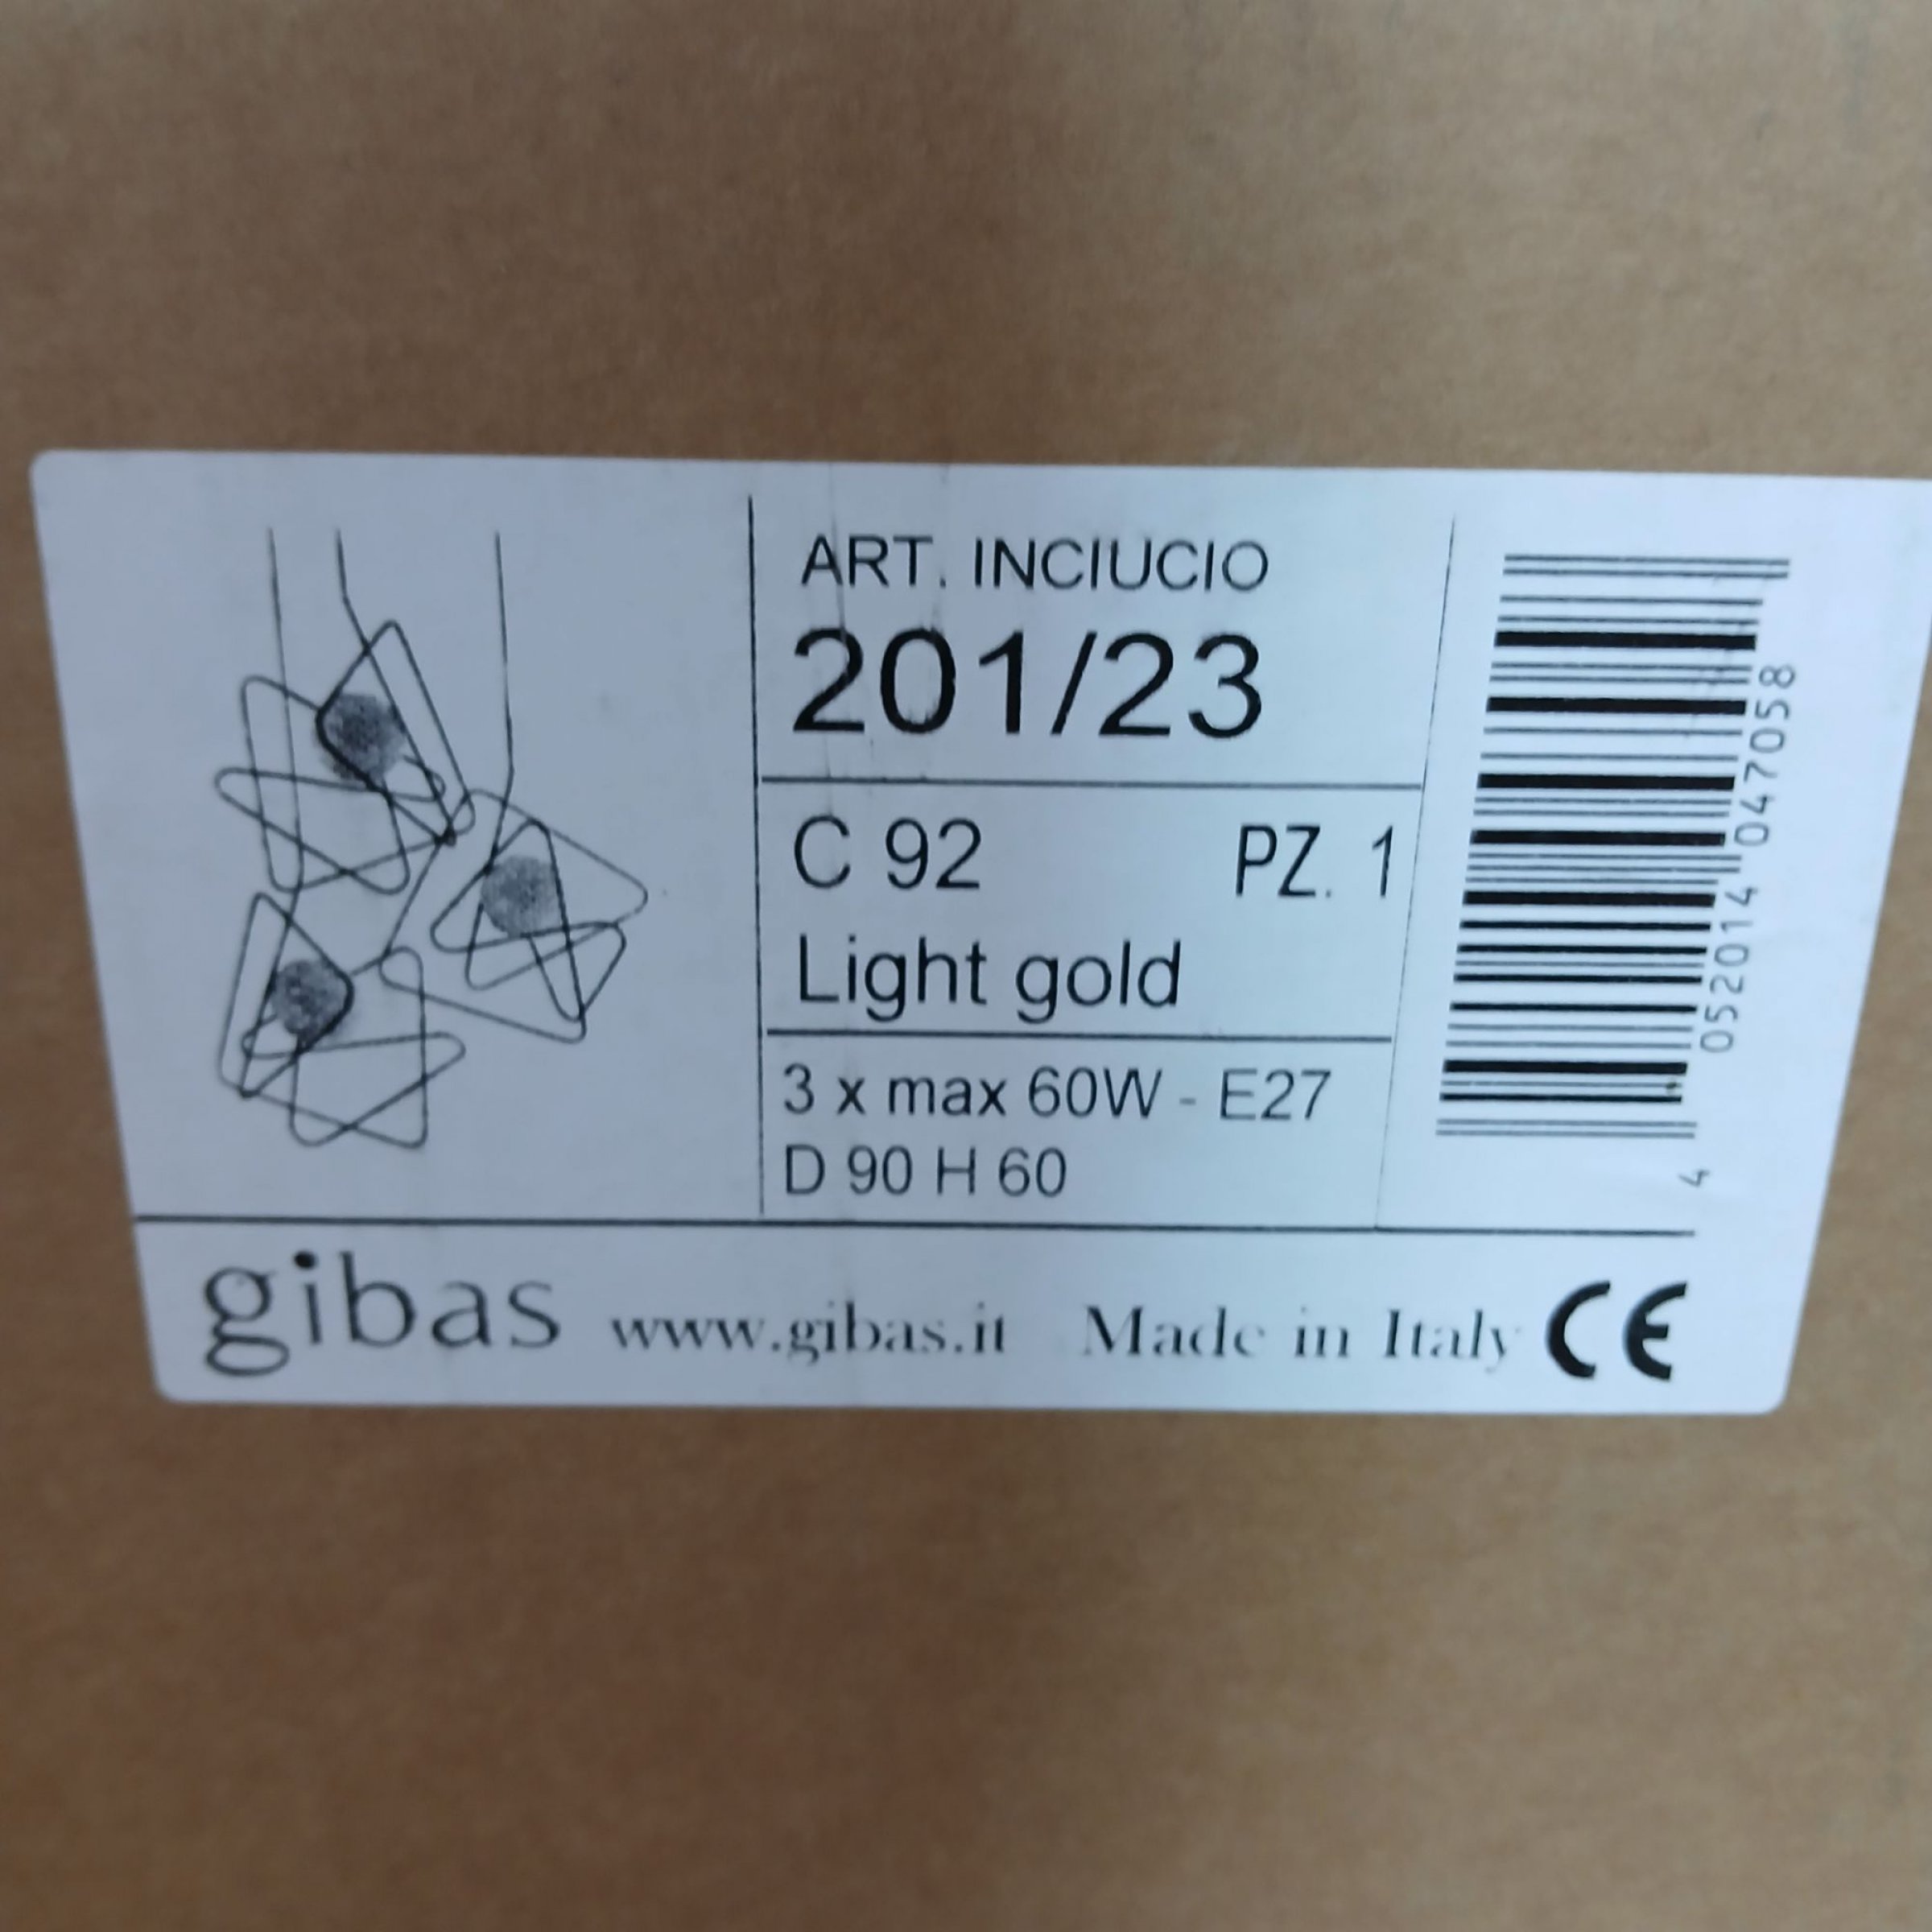 ART. INCIUCIO
201/23
C 92 PZ. 1
Light gold
3 x max 60W - E27
D 90 H 60
4 052014 047058
gibas www.gibas.it Made in Italy CE